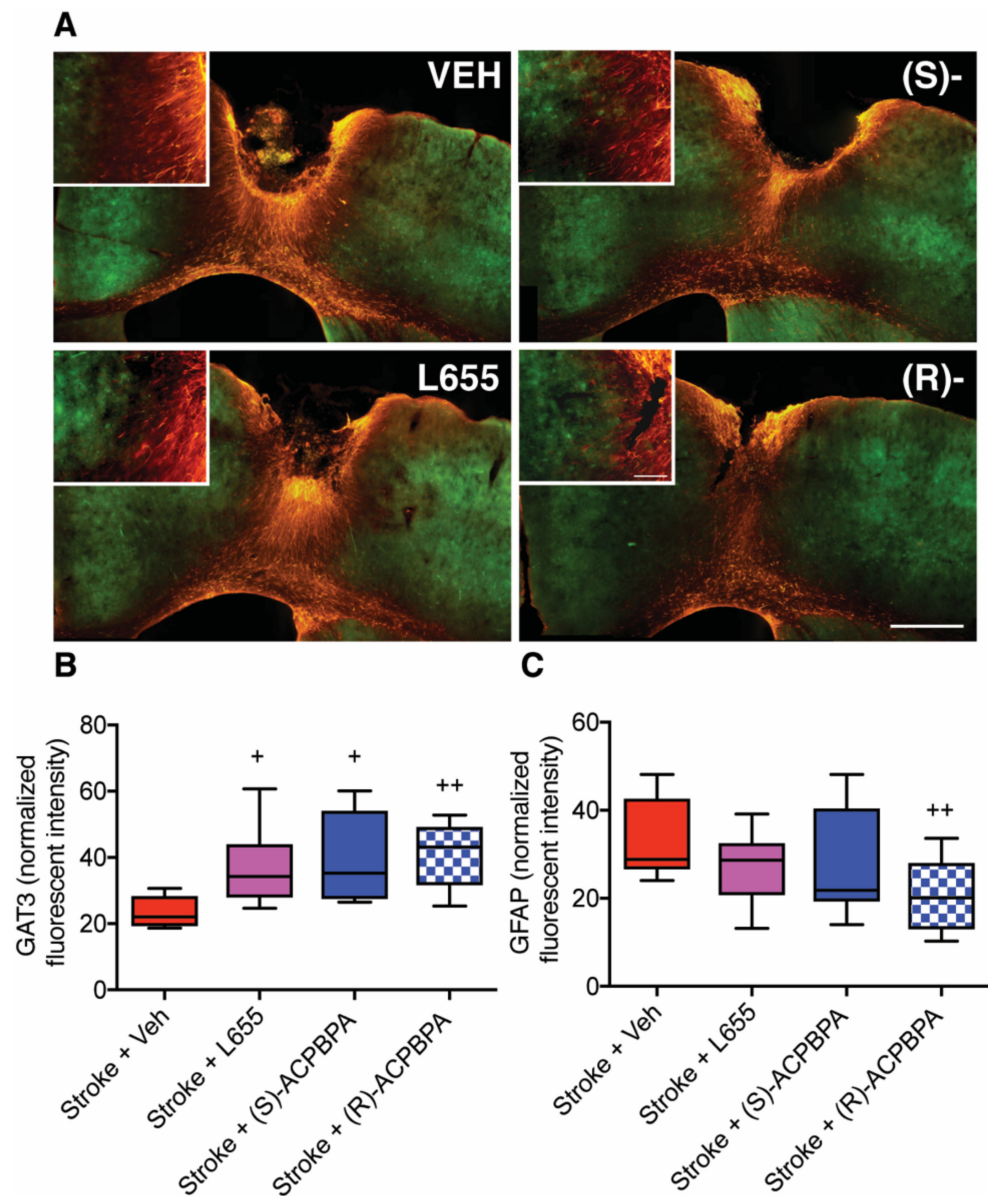 A
VEH
(S)-
L655
(R)-
B
C
GAT3 (normalized
fluorescent intensity)
80
60
40
20
0
+
+
++
Stroke + Veh
Stroke + L655
Stroke + (S)-ACPBPA
Stroke + (R)-ACPBPA
GFAP (normalized
fluorescent intensity)
60
40
20
0
++
Stroke + Veh
Stroke + L655
Stroke + (S)-ACPBPA
Stroke + (R)-ACPBPA